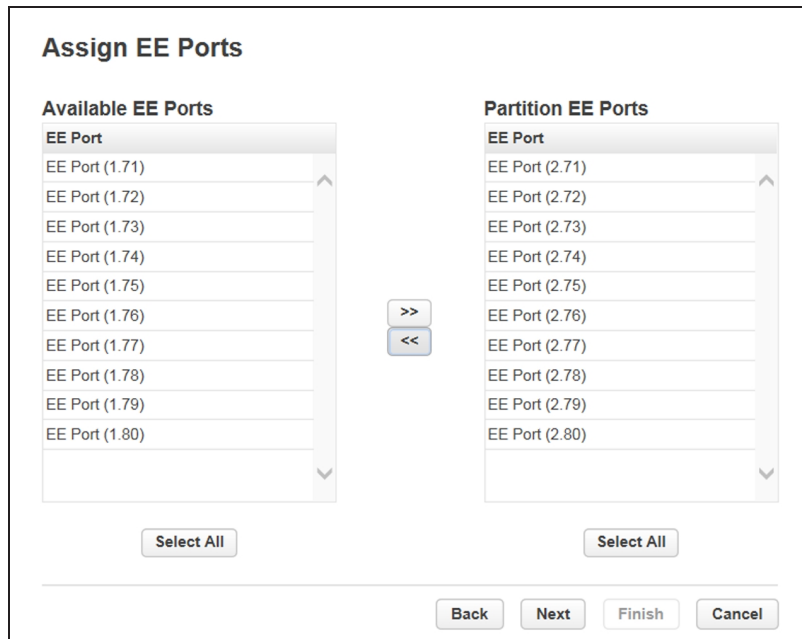 Assign EE Ports
Available EE Ports
EE Port
EE Port (1.71)
EE Port (1.72)
EE Port (1.73)
EE Port (1.74)
EE Port (1.75)
EE Port (1.76)
EE Port (1.77)
EE Port (1.78)
EE Port (1.79)
EE Port (1.80)
Select All
>>
<<
Partition EE Ports
EE Port
EE Port (2.71)
EE Port (2.72)
EE Port (2.73)
EE Port (2.74)
EE Port (2.75)
EE Port (2.76)
EE Port (2.77)
EE Port (2.78)
EE Port (2.79)
EE Port (2.80)
Select All
Back Next Finish Cancel